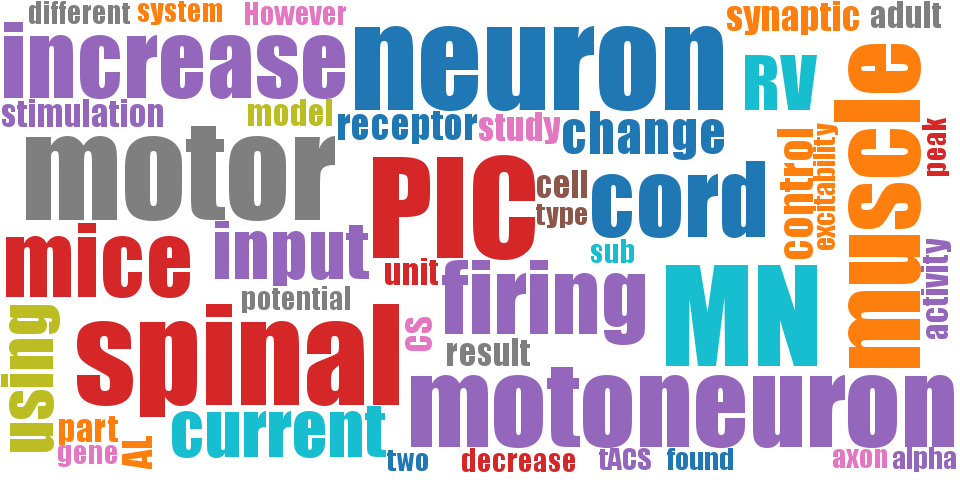 different
system
However
synaptic
adult
increase
neuron
RV
muscle
stimulation
model
receptor
study
change
control
excitability
peak
motor
PIC
cell
type
cord
mice
input
sub
unit
firing
MN
activity
potential
using
spinal
CS
result
motoneuron
current
part
gene
AL
two
decrease
tACS
found
axon
alpha